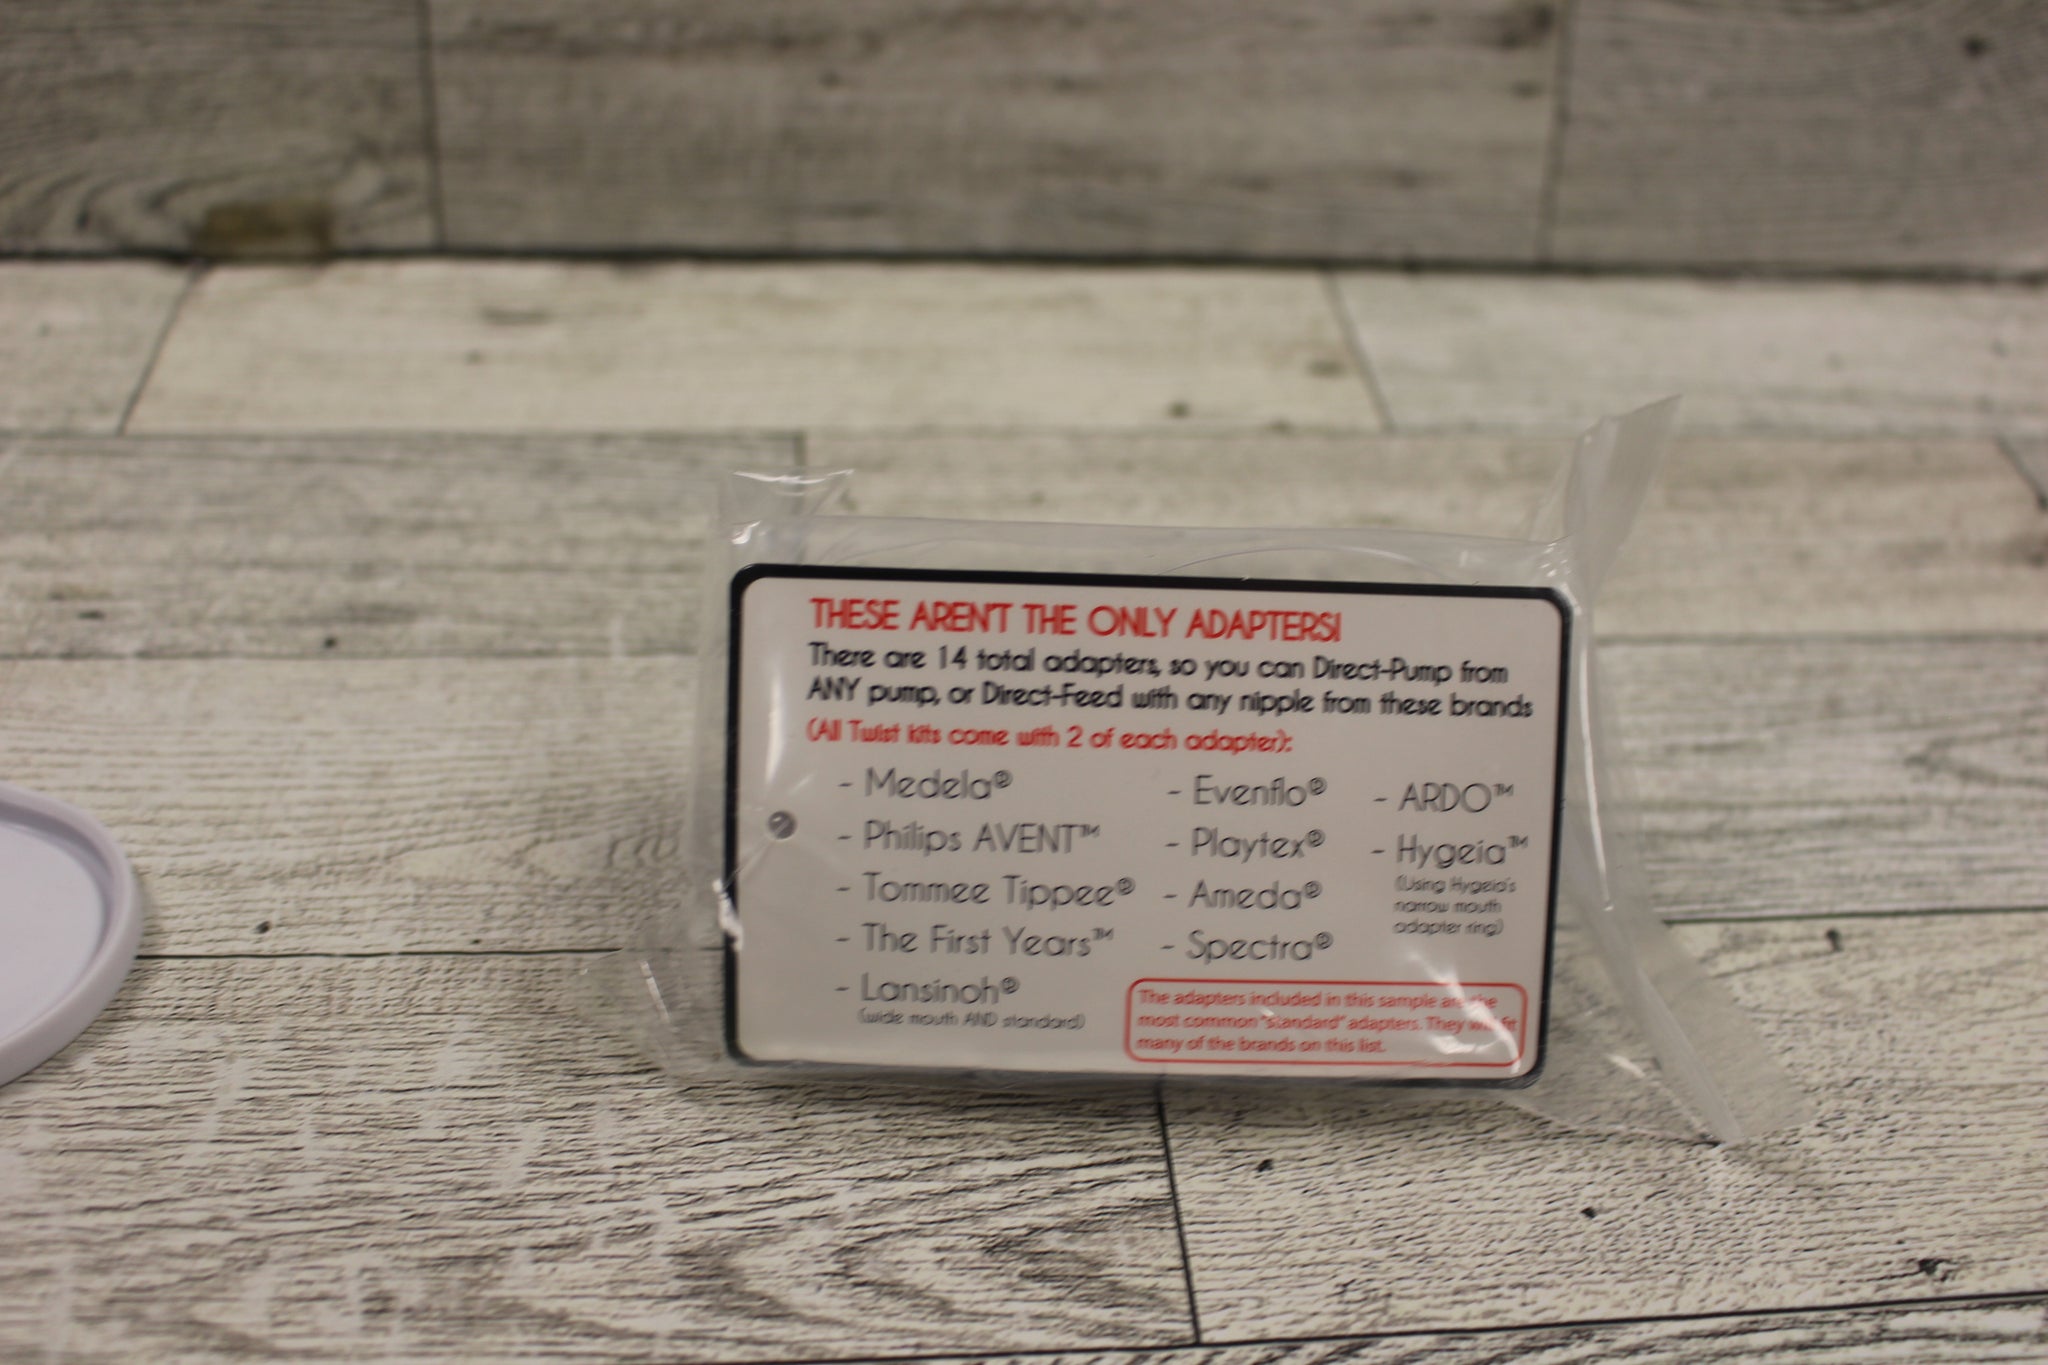 THESE AREN'T THE ONLY ADAPTERS!
There are 14 total adapters, so you can Direct-Pump from
ANY pump, or Direct-Feed with any nipple from these brands
(All Twist kits come with 2 of each adapter):
- Medela®
- Philips AVENT™
- Tommee Tippee®
- The First Years™
- Lansinoh®
(wide mouth AND standard)
- Evenflo®
- Playtex®
- Ameda®
- Spectra®
- ARDO™
- Hygeia™
(Using Hygeia's
narrow mouth
adapter ring)
The adapters included in this sample are the
most common "standard" adapters. They will fit
many of the brands on this list.